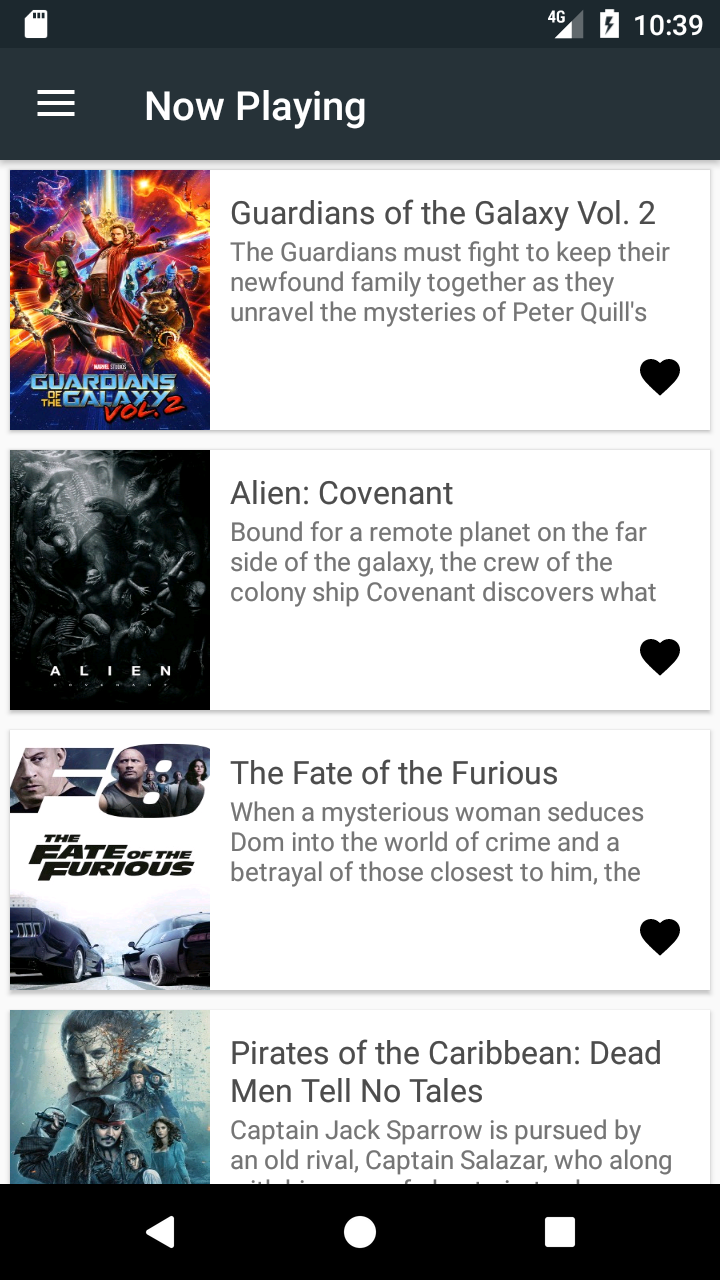 4G 10:39
Now Playing
MARVEL STUDIOS
GUARDIANS
OF THE GALAXY
VOL. 2
Guardians of the Galaxy Vol. 2
The Guardians must fight to keep their
newfound family together as they
unravel the mysteries of Peter Quill's
ALIEN
COVENANT
Alien: Covenant
Bound for a remote planet on the far
side of the galaxy, the crew of the
colony ship Covenant discovers what
F8
THE
FATE OF THE
FURIOUS
The Fate of the Furious
When a mysterious woman seduces
Dom into the world of crime and a
betrayal of those closest to him, the
Pirates of the Caribbean: Dead
Men Tell No Tales
Captain Jack Sparrow is pursued by
an old rival, Captain Salazar, who along